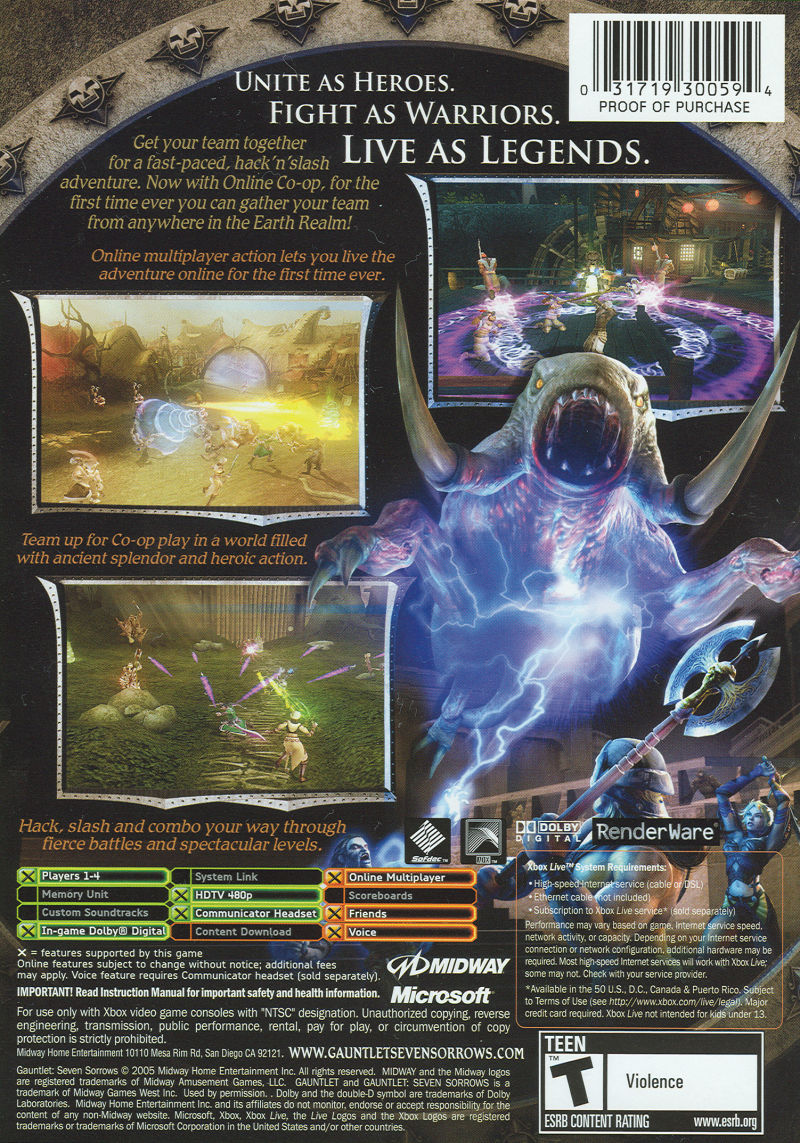 UNITE AS HEROES.
FIGHT AS WARRIORS.
LIVE AS LEGENDS.
0 31719 30059 4
PROOF OF PURCHASE
Get your team together
for a fast-paced, hack'n'slash
adventure. Now with Online Co-op, for the
first time ever you can gather your team
from anywhere in the Earth Realm!
Online multiplayer action lets you live the
adventure online for the first time ever.
Team up for Co-op play in a world filled
with ancient splendor and heroic action.
Hack, slash and combo your way through
fierce battles and spectacular levels.
Sofdec™
DOLBY
DIGITAL
RenderWare®
Players 1-4
System Link
Online Multiplayer
Memory Unit
HDTV 480p
Scoreboards
Custom Soundtracks
Communicator Headset
Friends
In-game Dolby® Digital
Content Download
Voice
X = features supported by this game
Online features subject to change without notice; additional fees
may apply. Voice feature requires Communicator headset (sold separately).
IMPORTANT! Read Instruction Manual for important safety and health information.
MIDWAY
Microsoft®
For use only with Xbox video game consoles with "NTSC" designation. Unauthorized copying, reverse
engineering, transmission, public performance, rental, pay for play, or circumvention of copy
protection is strictly prohibited.
Midway Home Entertainment 10110 Mesa Rim Rd, San Diego CA 92121. WWW.GAUNTLETSEVENSORROWS.COM
Gauntlet: Seven Sorrows © 2005 Midway Home Entertainment Inc. All rights reserved. MIDWAY and the Midway logos
are registered trademarks of Midway Amusement Games, LLC. GAUNTLET and GAUNTLET: SEVEN SORROWS is a
trademark of Midway Games West Inc. Used by permission. . Dolby and the double-D symbol are trademarks of Dolby
Laboratories. Midway Home Entertainment Inc. and its affiliates do not monitor, endorse or accept responsibility for the
content of any non-Midway website. Microsoft, Xbox, Xbox Live, the Live Logos and the Xbox Logos are registered
trademarks or trademarks of Microsoft Corporation in the United States and/or other countries.
Xbox Live™ System Requirements:
• High-speed Internet service (cable or DSL)
• Ethernet cable (not included)
• Subscription to Xbox Live service* (sold separately)
Performance may vary based on game, Internet service speed,
network activity, or capacity. Depending on your Internet service
connection or network configuration, additional hardware may be
required. Most high-speed Internet services will work with Xbox Live;
some may not. Check with your service provider.
*Available in the 50 U.S., D.C., Canada & Puerto Rico. Subject
to Terms of Use (see http://www.xbox.com/live/legal). Major
credit card required. Xbox Live not intended for kids under 13.
TEEN
T™
Violence
ESRB CONTENT RATING www.esrb.org